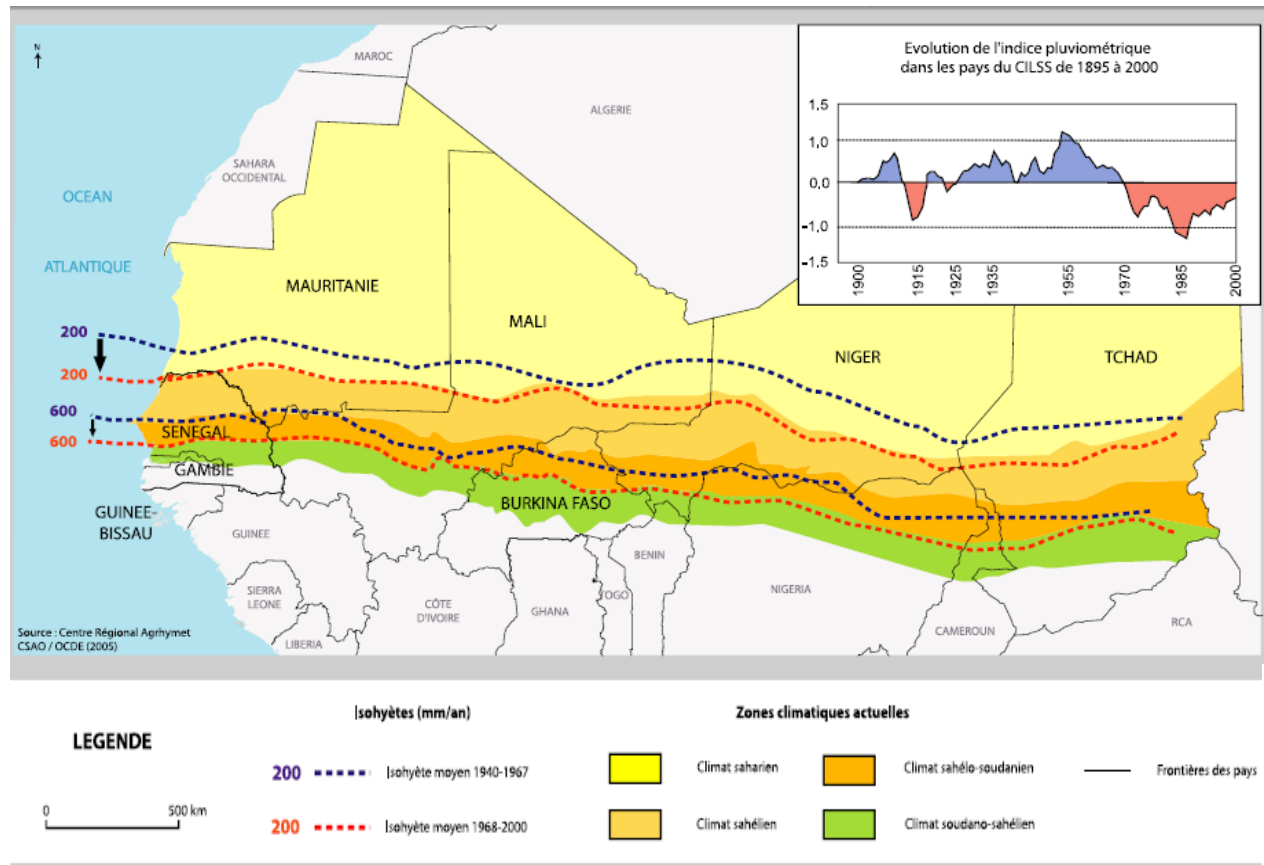 N
MAROC
ALGERIE
SAHARA
OCCIDENTAL
OCEAN
ATLANTIQUE
MAURITANIE
MALI
NIGER
TCHAD
200
200
600
600
SENEGAL
GAMBIE
GUINEE-
BISSAU
GUINEE
SIERRA
LEONE
LIBERIA
CÔTE
D'IVOIRE
BURKINA FASO
GHANA
TOGO
BENIN
NIGERIA
CAMEROUN
RCA
Source : Centre Régional Agrhymet
CSAO / OCDE (2005)
Evolution de l'indice pluviométrique
dans les pays du CILSS de 1895 à 2000
1.5
1,0
0,0
-1.0
-1.5
1900
1915
1925
1935
1955
1970
1985
2000
LEGENDE
0 500 km
Isohyètes (mm/an)
200 Isohyète moyen 1940-1967
200 Isohyète moyen 1968-2000
Zones climatiques actuelles
Climat saharien
Climat sahélien
Climat sahélo-soudanien
Climat soudano-sahélien
Frontières des pays